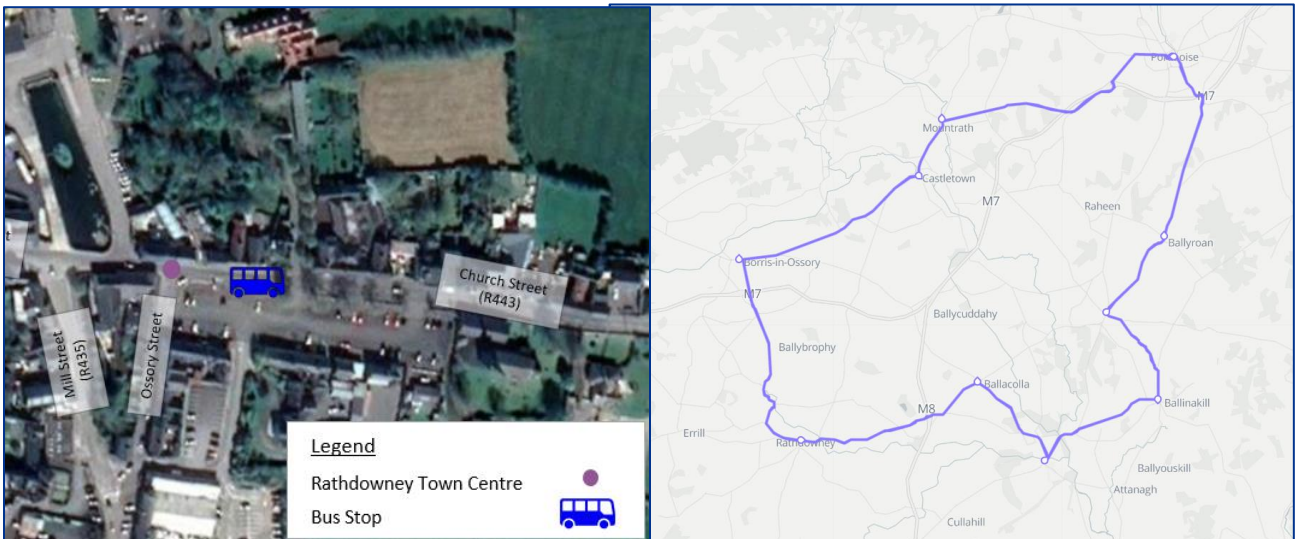 Church Street
(R443)
Ossory Street
Mill Street
(R435)
Legend
Rathdowney Town Centre
Bus Stop
M7
Mountrath
Castletown
M7
Raheen
Ballyroan
Borris-in-Ossory
M7
Ballycuddahy
Ballybrophy
Ballacolla
M8
Ballinakill
Errill
Rathdowney
Ballyouskill
Attanagh
Cullahill